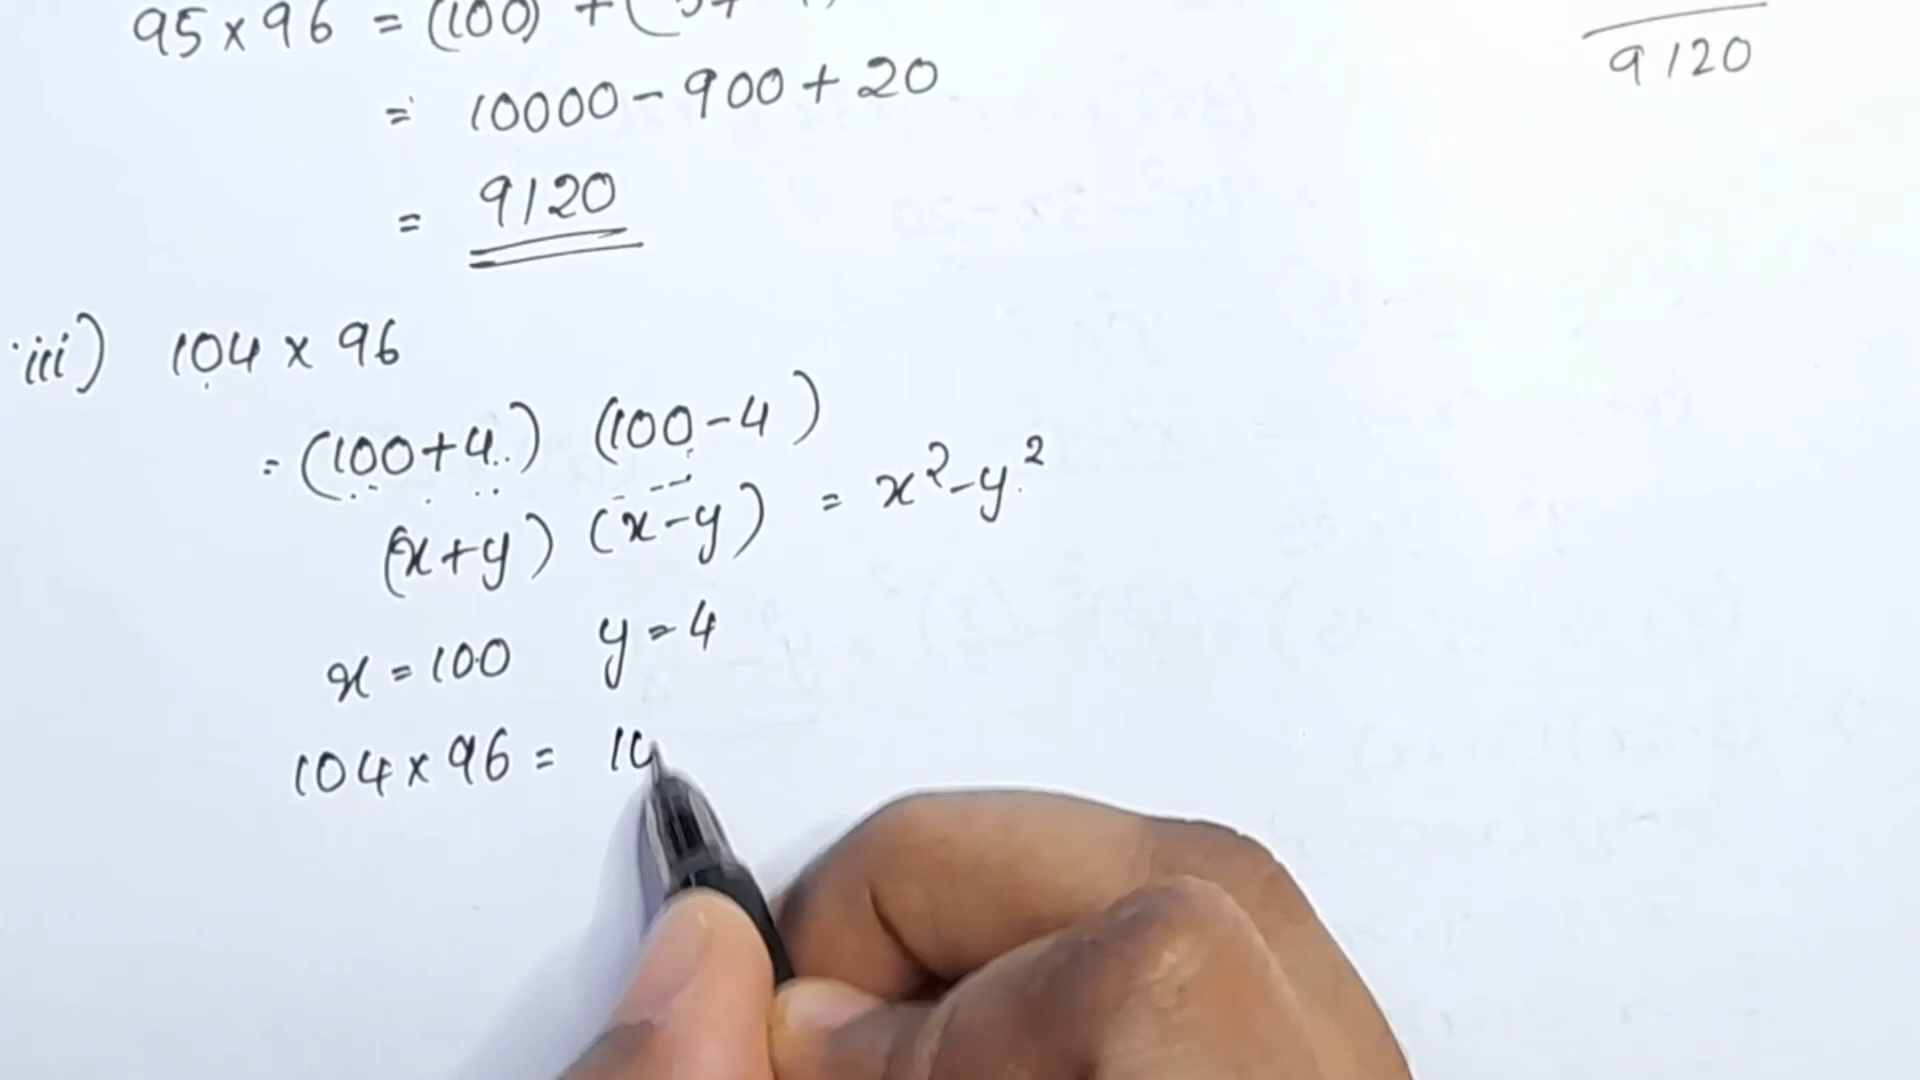 95 x 96 = (100) + (
= 10000 - 900 + 20
= 9120
9120
iii) 104 x 96
= (100+4) (100-4)
(x+y) (x-y) = x²-y²
x = 100 y = 4
104 x 96 = 10